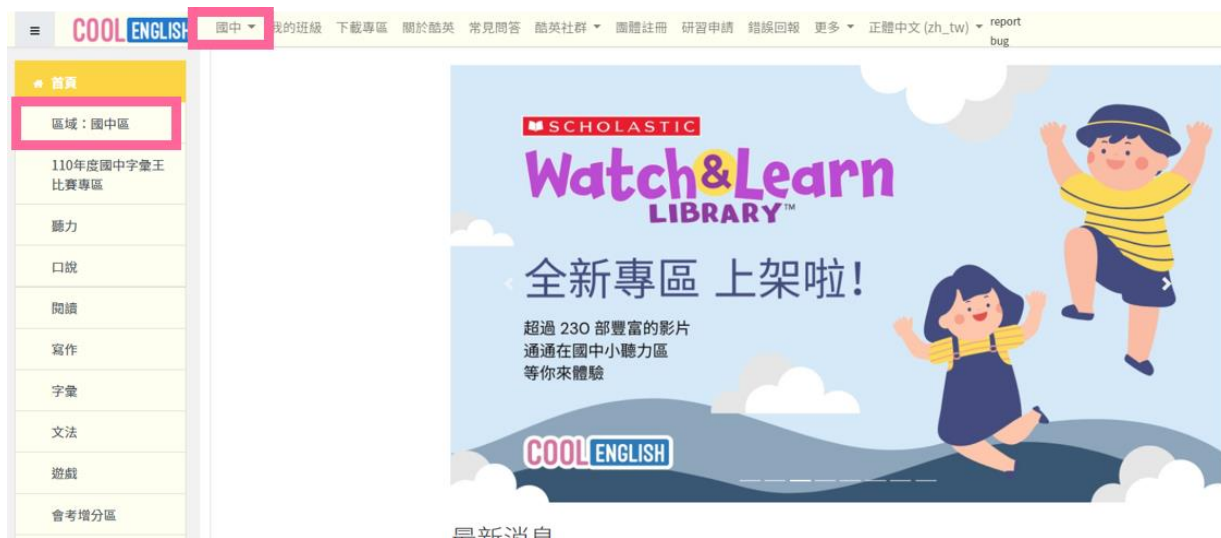 ≡ COOL ENGLISH 國中 我的班級 下載專區 關於酷英 常見問答 酷英社群 團體註冊 研習申請 錯誤回報 更多 正體中文 (zh_tw) report
bug
首頁
區域：國中區
110年度國中字彙王
比賽專區
聽力
口說
閱讀
寫作
字彙
文法
遊戲
會考增分區
SCHOLASTIC
Watch&Learn
LIBRARY™
全新專區 上架啦!
超過 230 部豐富的影片
通通在國中小聽力區
等你來體驗
COOL ENGLISH
最新消息